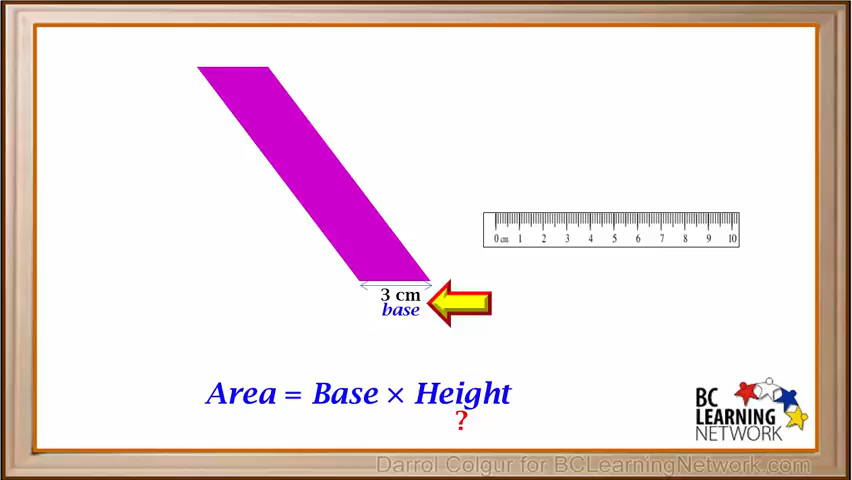 0 cm 1 2 3 4 5 6 7 8 9 10
3 cm
base
Area = Base × Height
?
BC
LEARNING
NETWORK
Darrol Colgur for BCLearningNetwork.com